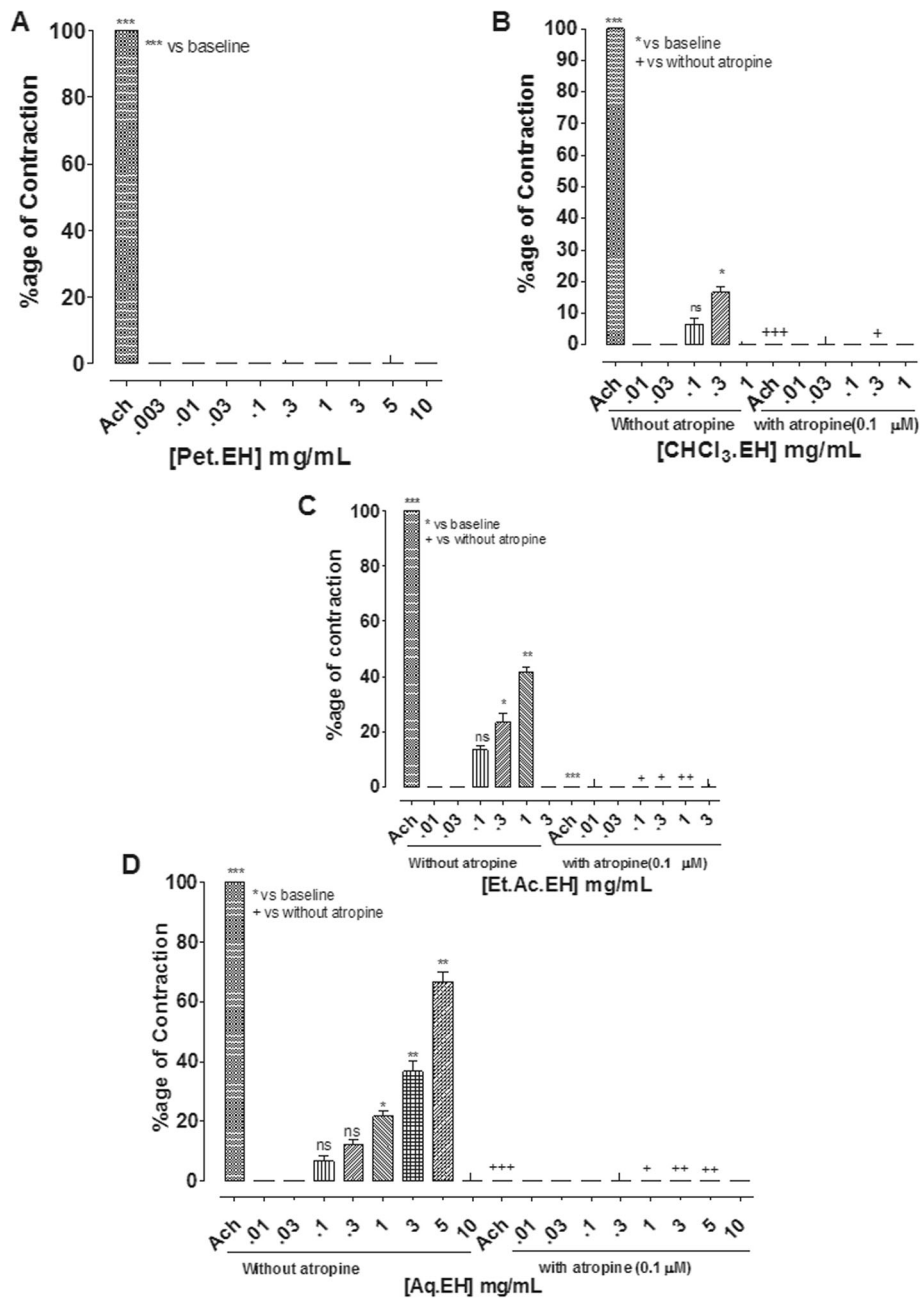 A
%age of Contraction
100
80
60
40
20
0
***
*** vs baseline
Ach .003 .01 .03 .1 .3 1 3 5 10
[Pet.EH] mg/mL
B
%age of Contraction
100
90
80
70
60
50
40
30
20
10
0
***
* vs baseline
+ vs without atropine
ns * +++ +
Ach .01 .03 .1 .3 1 Ach .01 .03 .1 .3 1
Without atropine with atropine(0.1 μM)
[CHCl₃.EH] mg/mL
C
%age of contraction
100
80
60
40
20
0
***
* vs baseline
+ vs without atropine
ns * ** *** + + ++
Ach .01 .03 .1 .3 1 3 Ach .01 .03 .1 .3 1 3
Without atropine with atropine(0.1 μM)
[Et.Ac.EH] mg/mL
D
%age of Contraction
100
80
60
40
20
0
***
* vs baseline
+ vs without atropine
ns ns * ** ** +++ + ++ ++
Ach .01 .03 .1 .3 1 3 5 10 Ach .01 .03 .1 .3 1 3 5 10
Without atropine with atropine (0.1 μM)
[Aq.EH] mg/mL